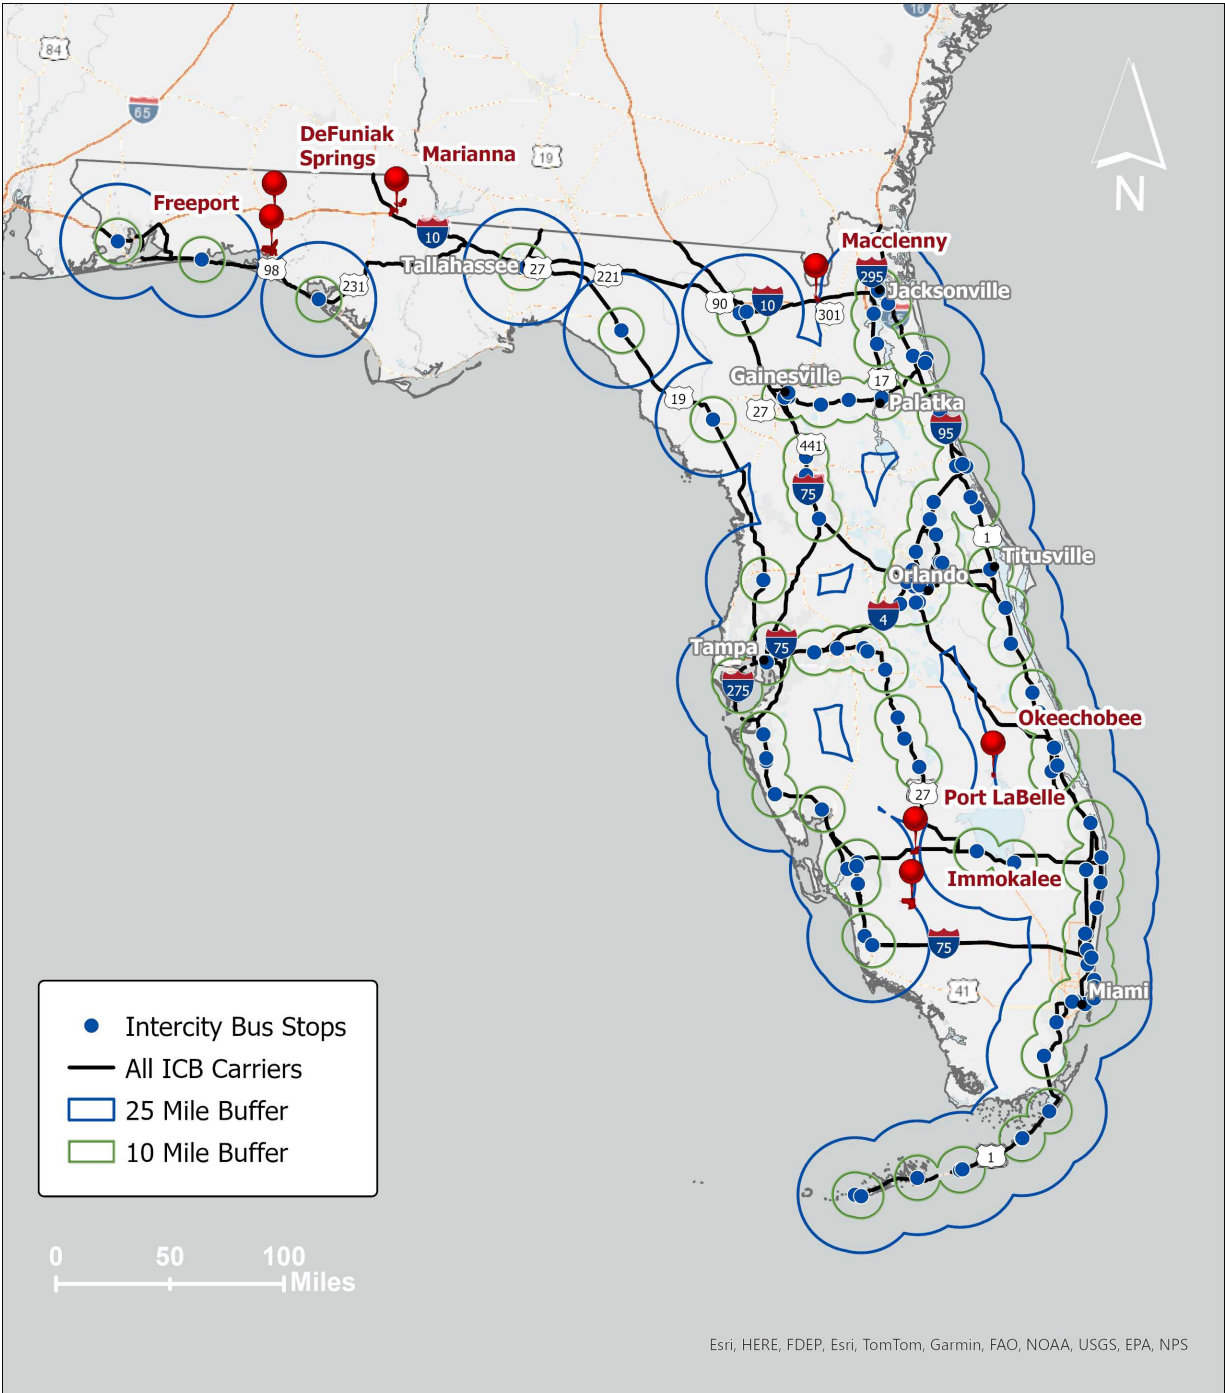 16
84
65
DeFuniak
Springs
Marianna
19
Freeport
N
10
Macclenny
Tallahassee
27
98
231
221
295
Jacksonville
90
10
301
Gainesville
17
19
27
Palatka
95
441
75
1
Titusville
Orlando
4
Tampa
75
275
Okeechobee
27
Port LaBelle
Immokalee
75
41
Miami
1
Intercity Bus Stops
All ICB Carriers
25 Mile Buffer
10 Mile Buffer
0 50 100
Miles
Esri, HERE, FDEP, Esri, TomTom, Garmin, FAO, NOAA, USGS, EPA, NPS